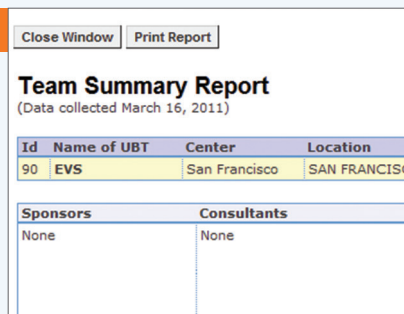 Close Window Print Report
Team Summary Report
(Data collected March 16, 2011)
Id Name of UBT Center Location
90 EVS San Francisco SAN
Sponsors Consultants
None None